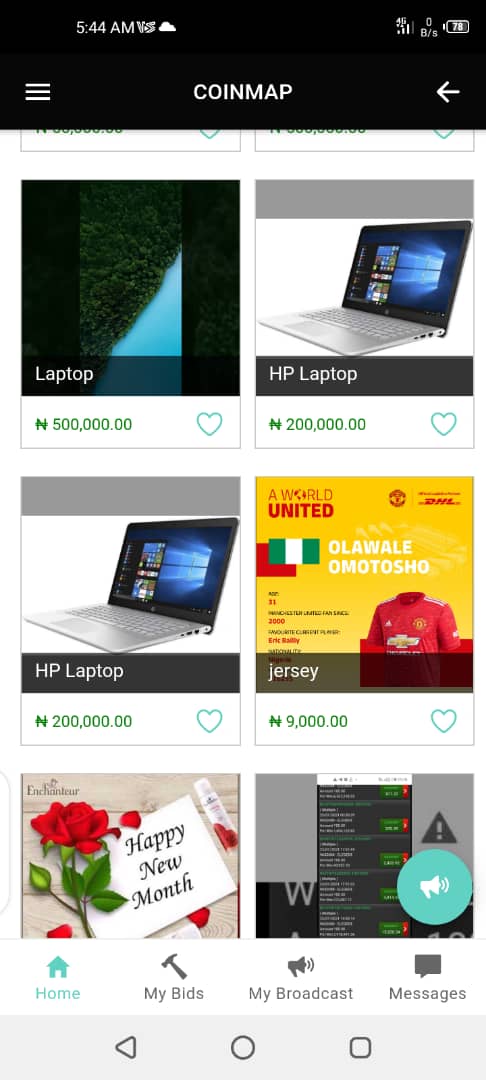 5:44 AM
4G
0
B/s
78
COINMAP
Laptop
HP Laptop
₦ 500,000.00
₦ 200,000.00
A WORLD
UNITED
DHL
OLAWALE
OMOTOSHO
AGE:
31
MANCHESTER UNITED FAN SINCE:
2000
FAVOURITE CURRENT PLAYER:
Eric Bailly
NATIONALITY:
CHEVROLET
HP Laptop
jersey
₦ 200,000.00
₦ 9,000.00
Enchanteur
Happy
New
Month
W
Home
My Bids
My Broadcast
Messages